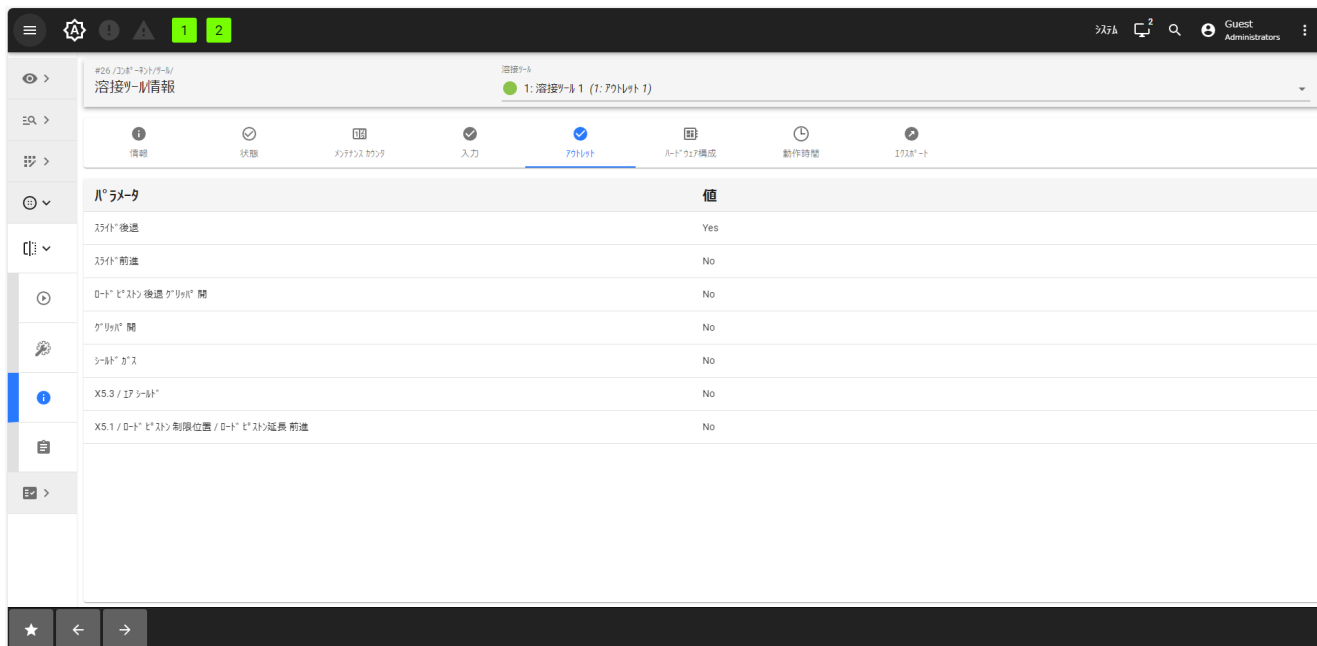 1 2 ｼｽﾃﾑ 2 Guest
Administrators
#26 /ｺﾝﾎﾟｰﾈﾝﾄ/ﾂｰﾙ/
溶接ﾂｰﾙ情報
溶接ﾂｰﾙ
1: 溶接ﾂｰﾙ 1 (1: ｱｳﾄﾚｯﾄ 1)
情報 状態 ﾒﾝﾃﾅﾝｽ ｶｳﾝﾀ 入力 ｱｳﾄﾚｯﾄ ﾊｰﾄﾞｳｪｱ構成 動作時間 ｴｸｽﾎﾟｰﾄ
ﾊﾟﾗﾒｰﾀ 値
ｽﾗｲﾄﾞ後退 Yes
ｽﾗｲﾄﾞ前進 No
ﾛｰﾄﾞ ﾋﾟｽﾄﾝ 後退 ｸﾞﾘｯﾊﾟ 開 No
ｸﾞﾘｯﾊﾟ 開 No
ｼｰﾙﾄﾞ ｶﾞｽ No
X5.3 / ｴｱ ｼｰﾙﾄﾞ No
X5.1 / ﾛｰﾄﾞ ﾋﾟｽﾄﾝ 制限位置 / ﾛｰﾄﾞ ﾋﾟｽﾄﾝ延長 前進 No